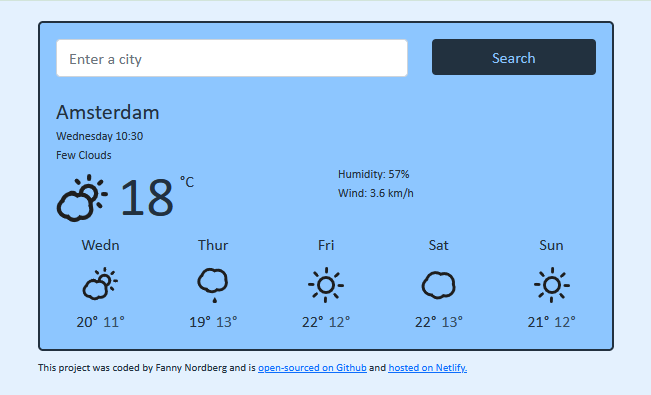 Enter a city
Search
Amsterdam
Wednesday 10:30
Few Clouds
18 °C
Humidity: 57%
Wind: 3.6 km/h
Wedn Thur Fri Sat Sun
20° 11° 19° 13° 22° 12° 22° 13° 21° 12°
This project was coded by Fanny Nordberg and is open-sourced on Github and hosted on Netlify.